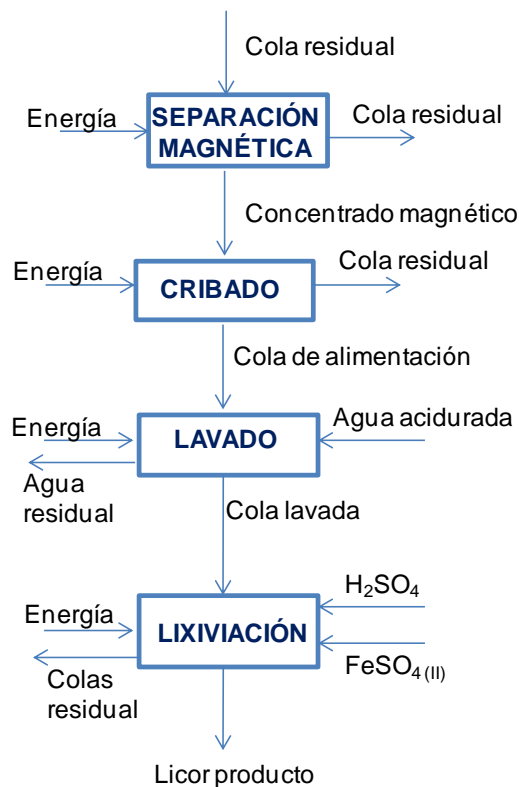 Cola residual
Energía
SEPARACIÓN
MAGNÉTICA
Cola residual
Concentrado magnético
Energía
CRIBADO
Cola residual
Cola de alimentación
Energía
LAVADO
Agua acidurada
Agua
residual
Cola lavada
H₂SO₄
Energía
LIXIVIACIÓN
FeSO₄ (II)
Colas
residual
Licor producto